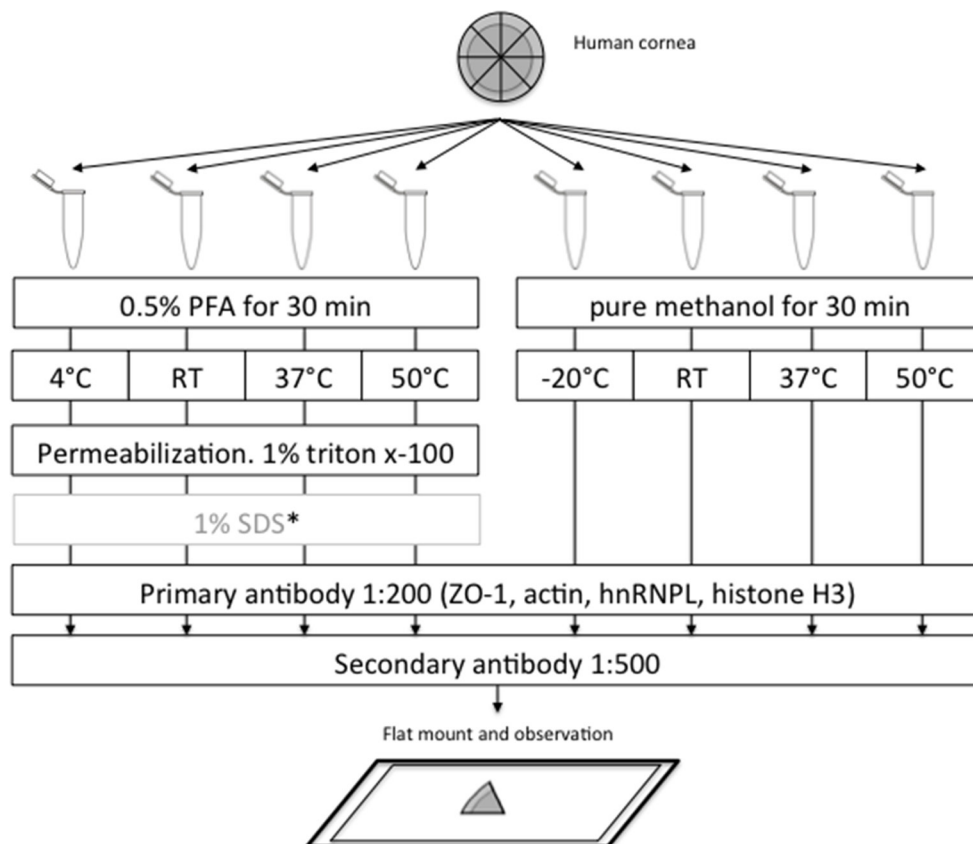 Human cornea
0.5% PFA for 30 min
pure methanol for 30 min
4°C RT 37°C 50°C
-20°C RT 37°C 50°C
Permeabilization. 1% triton x-100
1% SDS*
Primary antibody 1:200 (ZO-1, actin, hnRNPL, histone H3)
Secondary antibody 1:500
Flat mount and observation